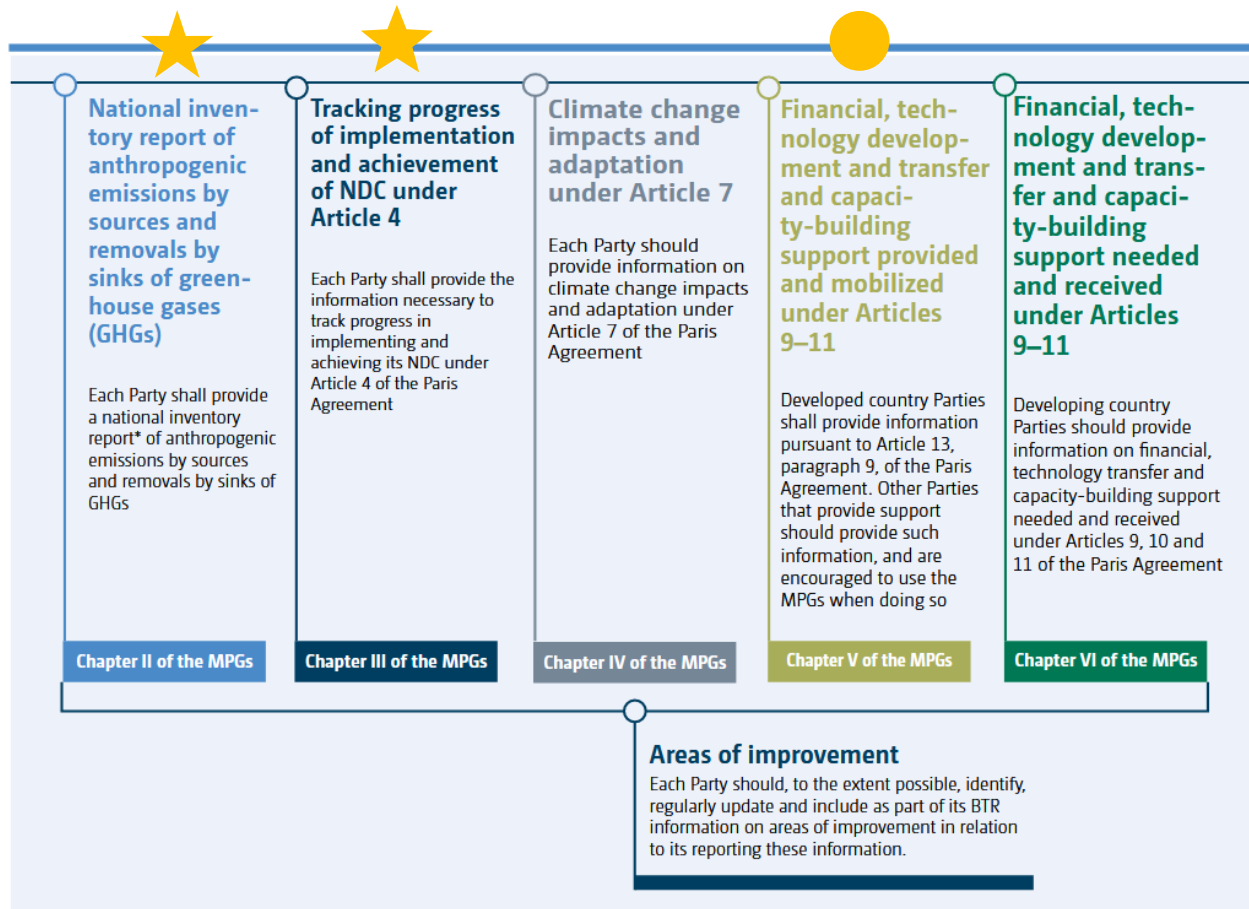 National inven-
tory report of
anthropogenic
emissions by
sources and
removals by
sinks of green-
house gases
(GHGs)
Each Party shall provide
a national inventory
report* of anthropogenic
emissions by sources
and removals by sinks of
GHGs
Chapter II of the MPGs
Tracking progress
of implementation
and achievement
of NDC under
Article 4
Each Party shall provide the
information necessary to
track progress in
implementing and
achieving its NDC under
Article 4 of the Paris
Agreement
Chapter III of the MPGs
Climate change
impacts and
adaptation
under Article 7
Each Party should
provide information on
climate change impacts
and adaptation under
Article 7 of the Paris
Agreement
Chapter IV of the MPGs
Financial, tech-
nology develop-
ment and transfer
and capaci-
ty-building
support provided
and mobilized
under Articles
9–11
Developed country Parties
shall provide information
pursuant to Article 13,
paragraph 9, of the Paris
Agreement. Other Parties
that provide support
should provide such
information, and are
encouraged to use the
MPGs when doing so
Chapter V of the MPGs
Financial, tech-
nology develop-
ment and trans-
fer and capaci-
ty-building
support needed
and received
under Articles
9–11
Developing country
Parties should provide
information on financial,
technology transfer and
capacity-building support
needed and received
under Articles 9, 10 and
11 of the Paris Agreement
Chapter VI of the MPGs
Areas of improvement
Each Party should, to the extent possible, identify,
regularly update and include as part of its BTR
information on areas of improvement in relation
to its reporting these information.